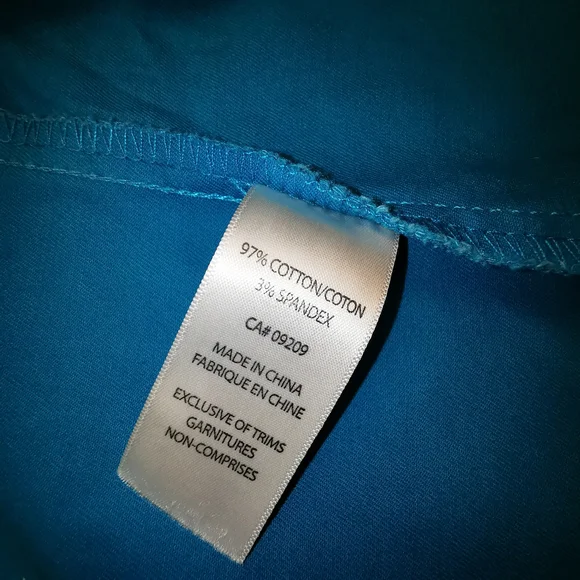 97% COTTON/COTON
3% SPANDEX
CA# 09209
MADE IN CHINA
FABRIQUE EN CHINE
EXCLUSIVE OF TRIMS
GARNITURES
NON-COMPRISES